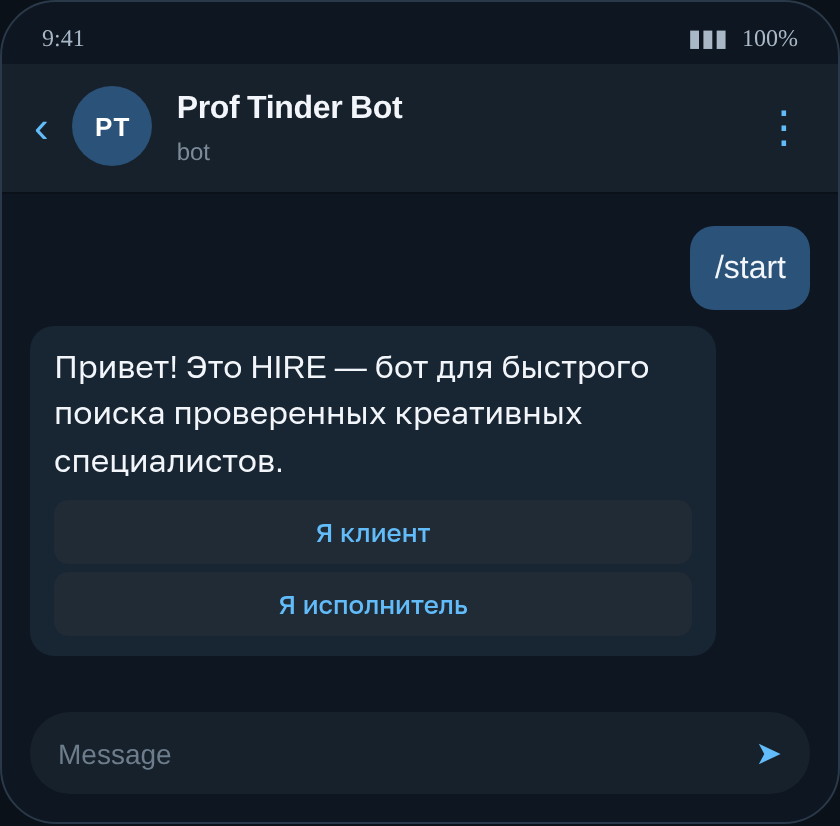 9:41 100%
PT
Prof Tinder Bot
bot
/start
Привет! Это HIRE — бот для быстрого
поиска проверенных креативных
специалистов.
Я клиент
Я исполнитель
Message